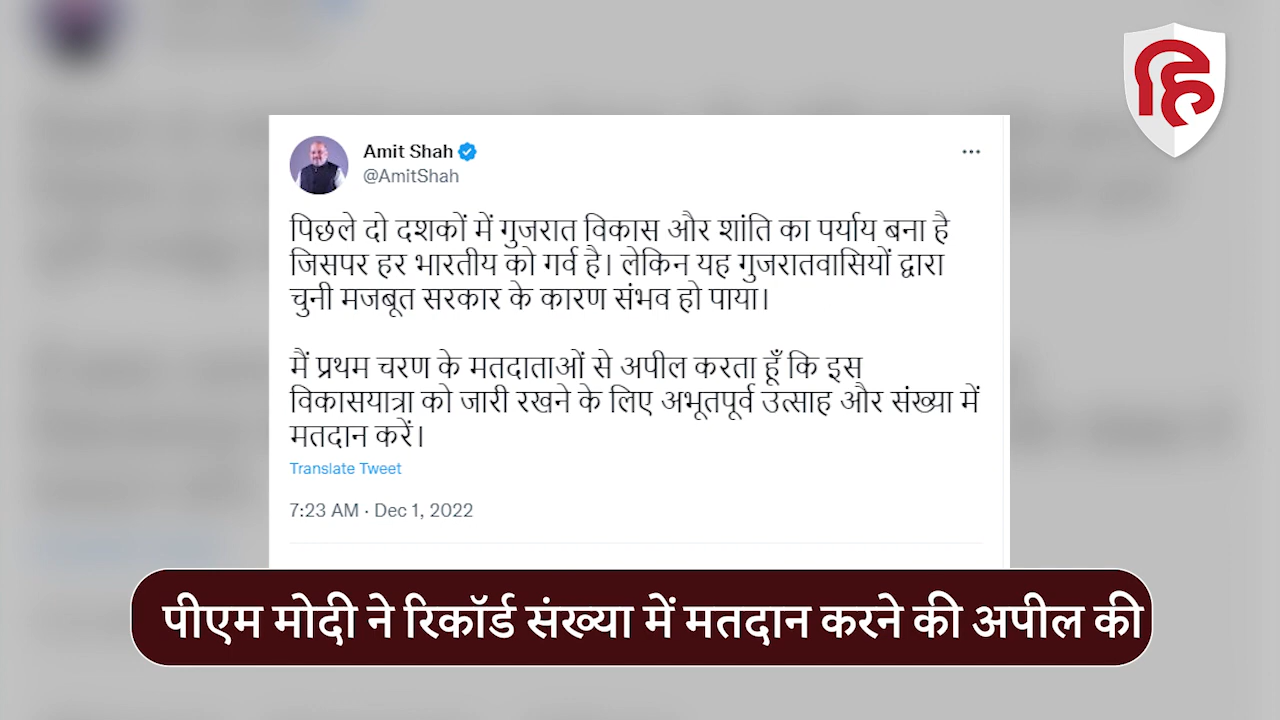 हि
Amit Shah
@AmitShah
पिछले दो दशकों में गुजरात विकास और शांति का पर्याय बना है
जिसपर हर भारतीय को गर्व है। लेकिन यह गुजरातवासियों द्वारा
चुनी मजबूत सरकार के कारण संभव हो पाया।
मैं प्रथम चरण के मतदाताओं से अपील करता हूँ कि इस
विकासयात्रा को जारी रखने के लिए अभूतपूर्व उत्साह और संख्या में
मतदान करें।
Translate Tweet
7:23 AM · Dec 1, 2022
पीएम मोदी ने रिकॉर्ड संख्या में मतदान करने की अपील की